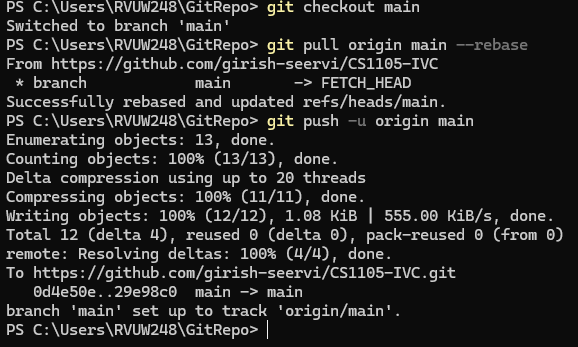 PS C:\Users\RVUW248\GitRepo> git checkout main
Switched to branch 'main'
PS C:\Users\RVUW248\GitRepo> git pull origin main --rebase
From https://github.com/girish-seervi/CS1105-IVC
 * branch            main       -> FETCH_HEAD
Successfully rebased and updated refs/heads/main.
PS C:\Users\RVUW248\GitRepo> git push -u origin main
Enumerating objects: 13, done.
Counting objects: 100% (13/13), done.
Delta compression using up to 20 threads
Compressing objects: 100% (11/11), done.
Writing objects: 100% (12/12), 1.08 KiB | 555.00 KiB/s, done.
Total 12 (delta 4), reused 0 (delta 0), pack-reused 0 (from 0)
remote: Resolving deltas: 100% (4/4), done.
To https://github.com/girish-seervi/CS1105-IVC.git
   0d4e50e..29e98c0  main -> main
branch 'main' set up to track 'origin/main'.
PS C:\Users\RVUW248\GitRepo>